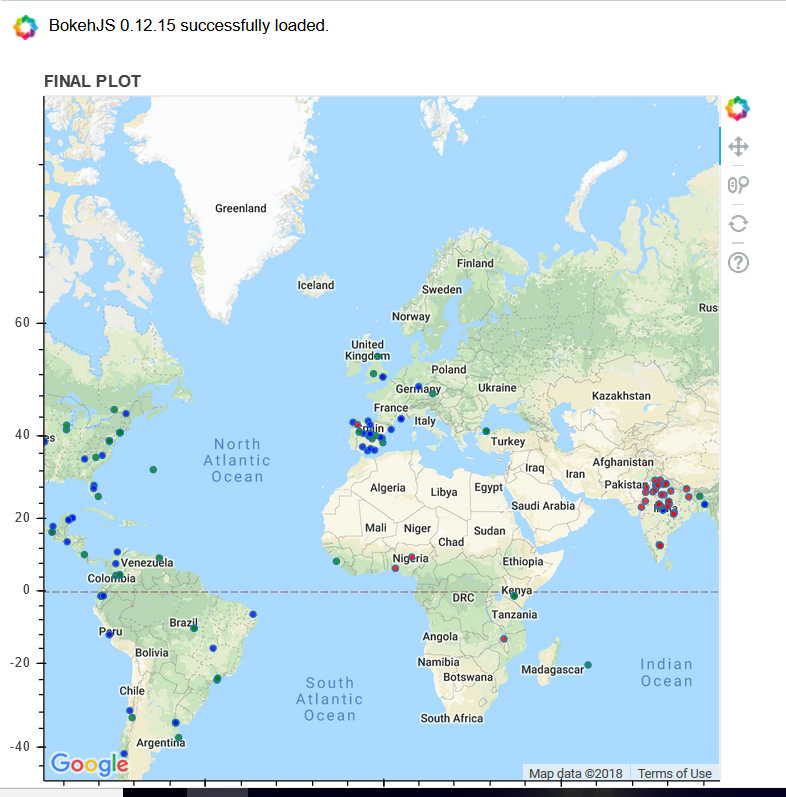 BokehJS 0.12.15 successfully loaded.
FINAL PLOT
Greenland
Finland
Iceland
Sweden
Norway
Rus
60
United
Kingdom
Poland
Germany
Ukraine
Kazakhstan
France
Italy
Spain
es
40
Turkey
North
Atlantic
Ocean
Afghanistan
Iraq
Iran
Pakistan
Algeria
Libya
Egypt
Saudi Arabia
India
20
Mali
Niger
Sudan
Chad
Nigeria
Ethiopia
Venezuela
Colombia
0
Kenya
DRC
Tanzania
Brazil
Peru
Angola
Bolivia
Namibia
Botswana
Madagascar
Indian
Ocean
-20
South
Atlantic
Ocean
Chile
South Africa
Argentina
-40
Google
Map data ©2018
Terms of Use